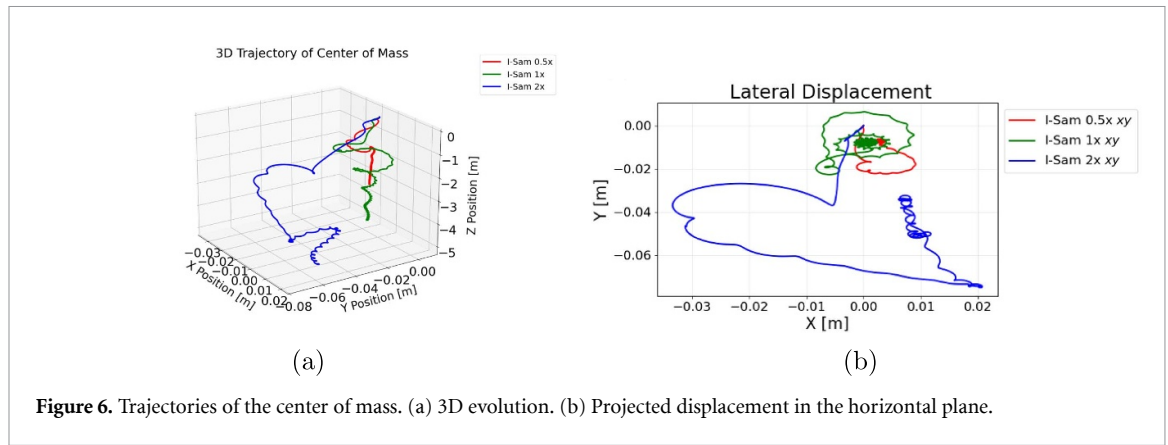 3D Trajectory of Center of Mass
I-Sam 0.5x
I-Sam 1x
I-Sam 2x
0
−1
−2
−3
−4
−5
Z Position [m]
−0.03
−0.02
−0.01
0.00
0.01
0.02
X Position [m]
−0.08
−0.06
−0.04
−0.02
0.00
Y Position [m]
(a)
Lateral Displacement
I-Sam 0.5x xy
I-Sam 1x xy
I-Sam 2x xy
0.00
−0.02
−0.04
−0.06
Y [m]
−0.03
−0.02
−0.01
0.00
0.01
0.02
X [m]
(b)
Figure 6. Trajectories of the center of mass. (a) 3D evolution. (b) Projected displacement in the horizontal plane.